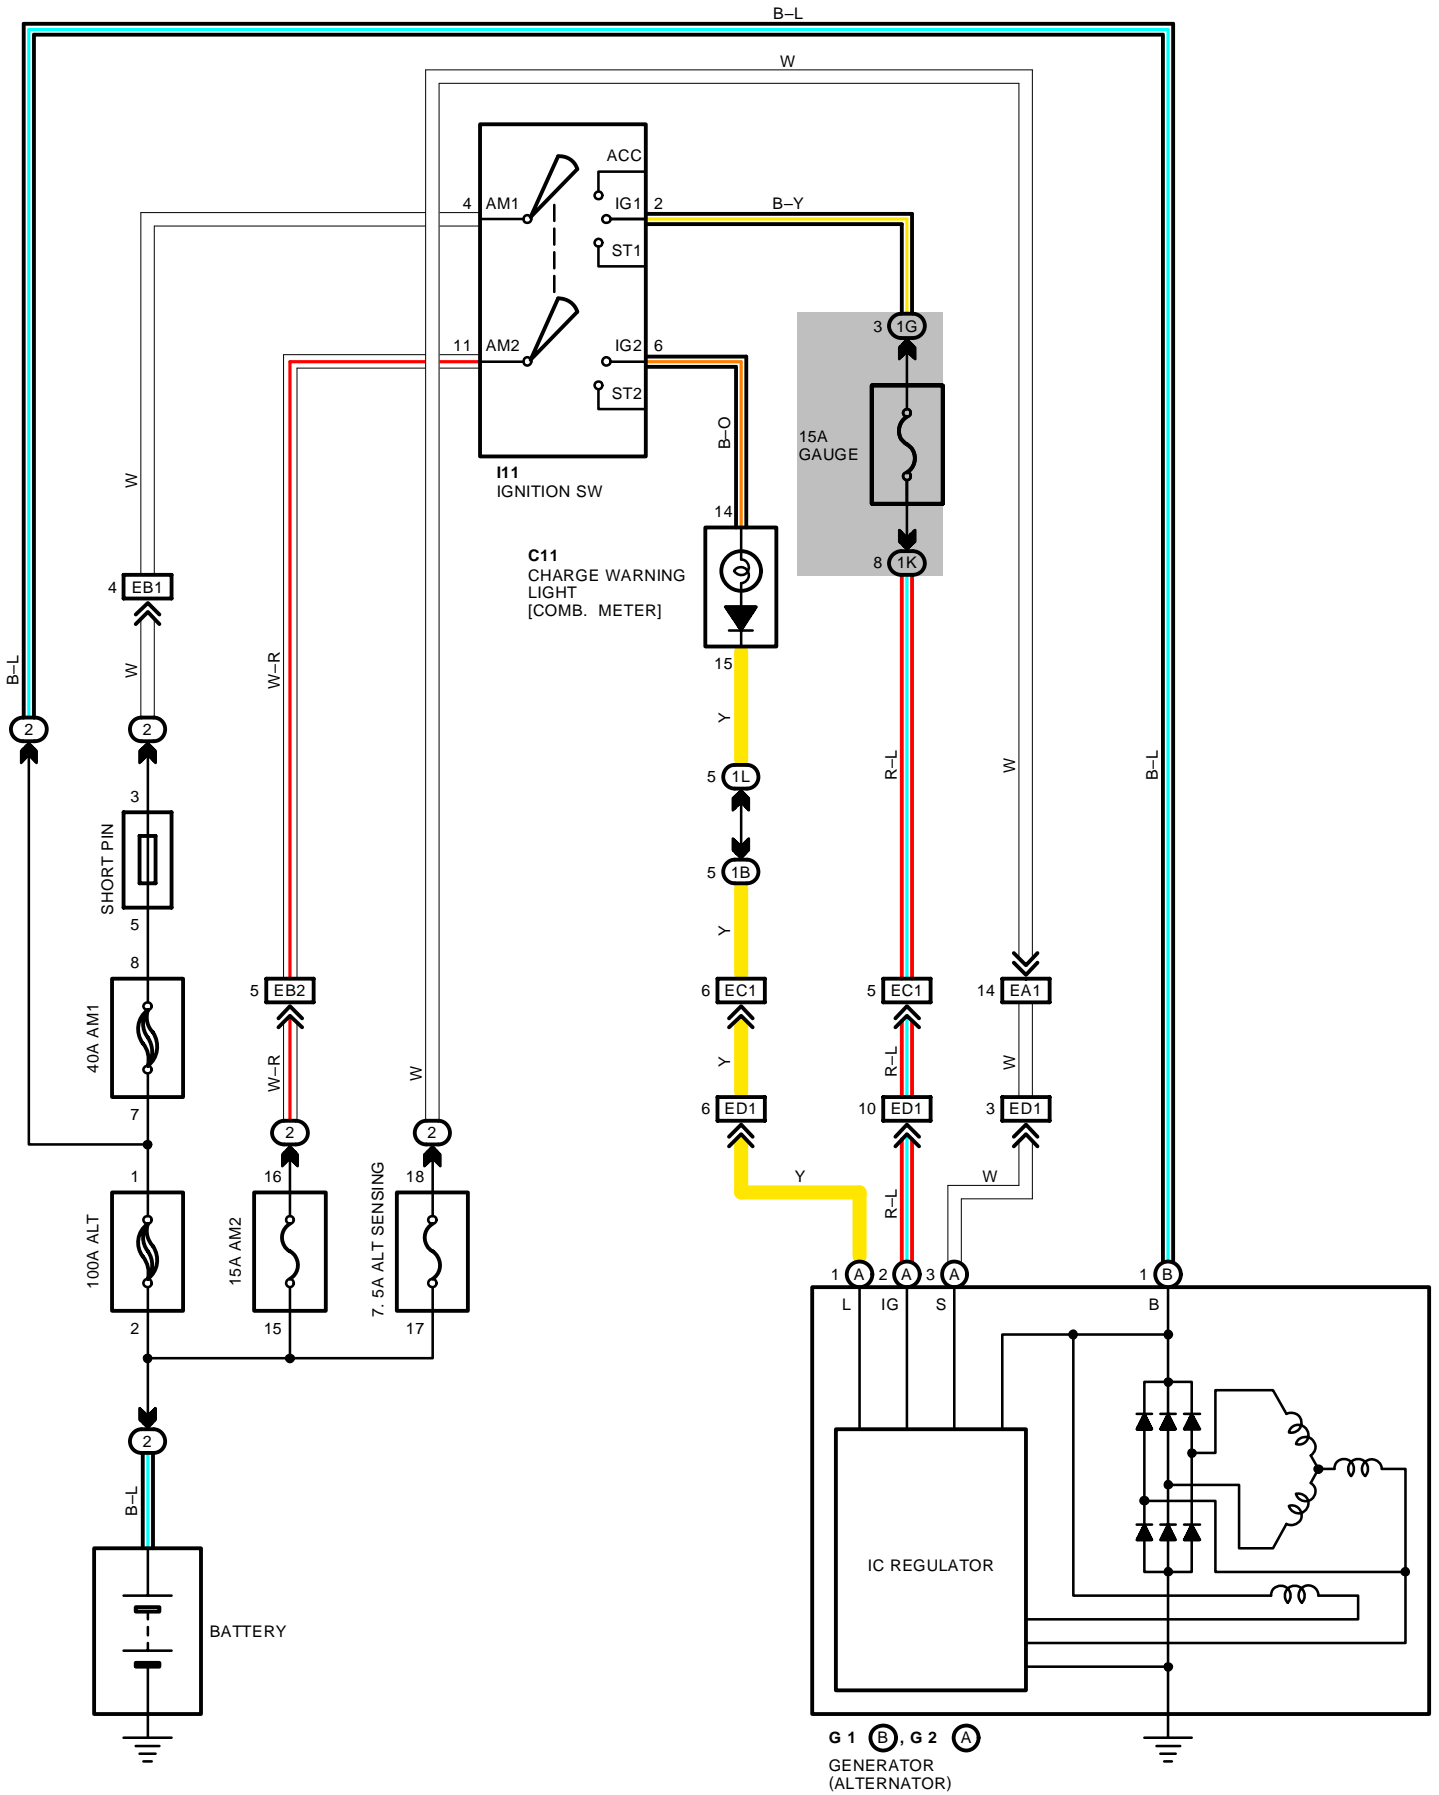 B–L
W
ACC
4 AM1
IG1 2
B–Y
ST1
3 1G
11 AM2
IG2 6
ST2
B–O
15A
GAUGE
I11
IGNITION SW
W
14
C11
CHARGE WARNING
LIGHT
[COMB. METER]
8 1K
4 EB1
B–L
W
W–R
15
Y
2
2
5 1L
R–L
W
B–L
3
SHORT PIN
5
5 1B
Y
8
40A AM1
7
5 EB2
6 EC1
5 EC1
14 EA1
W–R
W
Y
R–L
W
2
2
6 ED1
10 ED1
3 ED1
1
16
18
Y
W
100A ALT
15A AM2
7. 5A ALT SENSING
R–L
2
15
17
1 A
2 A
3 A
1 B
L
IG
S
B
2
B–L
IC REGULATOR
BATTERY
G 1 B , G 2 A
GENERATOR
(ALTERNATOR)